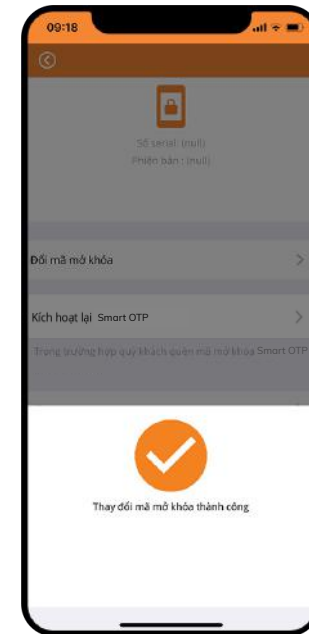 09:18
Số serial: (null)
Phiên bản : (null)
Đổi mã mở khóa
Kích hoạt lại Smart OTP
Trong trường hợp quý khách quên mã mở khóa Smart OTP
Thay đổi mã mở khóa thành công